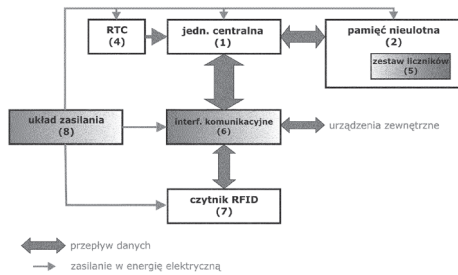 RTC
(4)
jedn. centralna
(1)
pamięć nieulotna
(2)
zestaw liczników
(5)
układ zasilania
(8)
interf. komunikacyjne
(6)
urządzenia zewnętrzne
czytnik RFID
(7)
przepływ danych
zasilanie w energię elektryczną